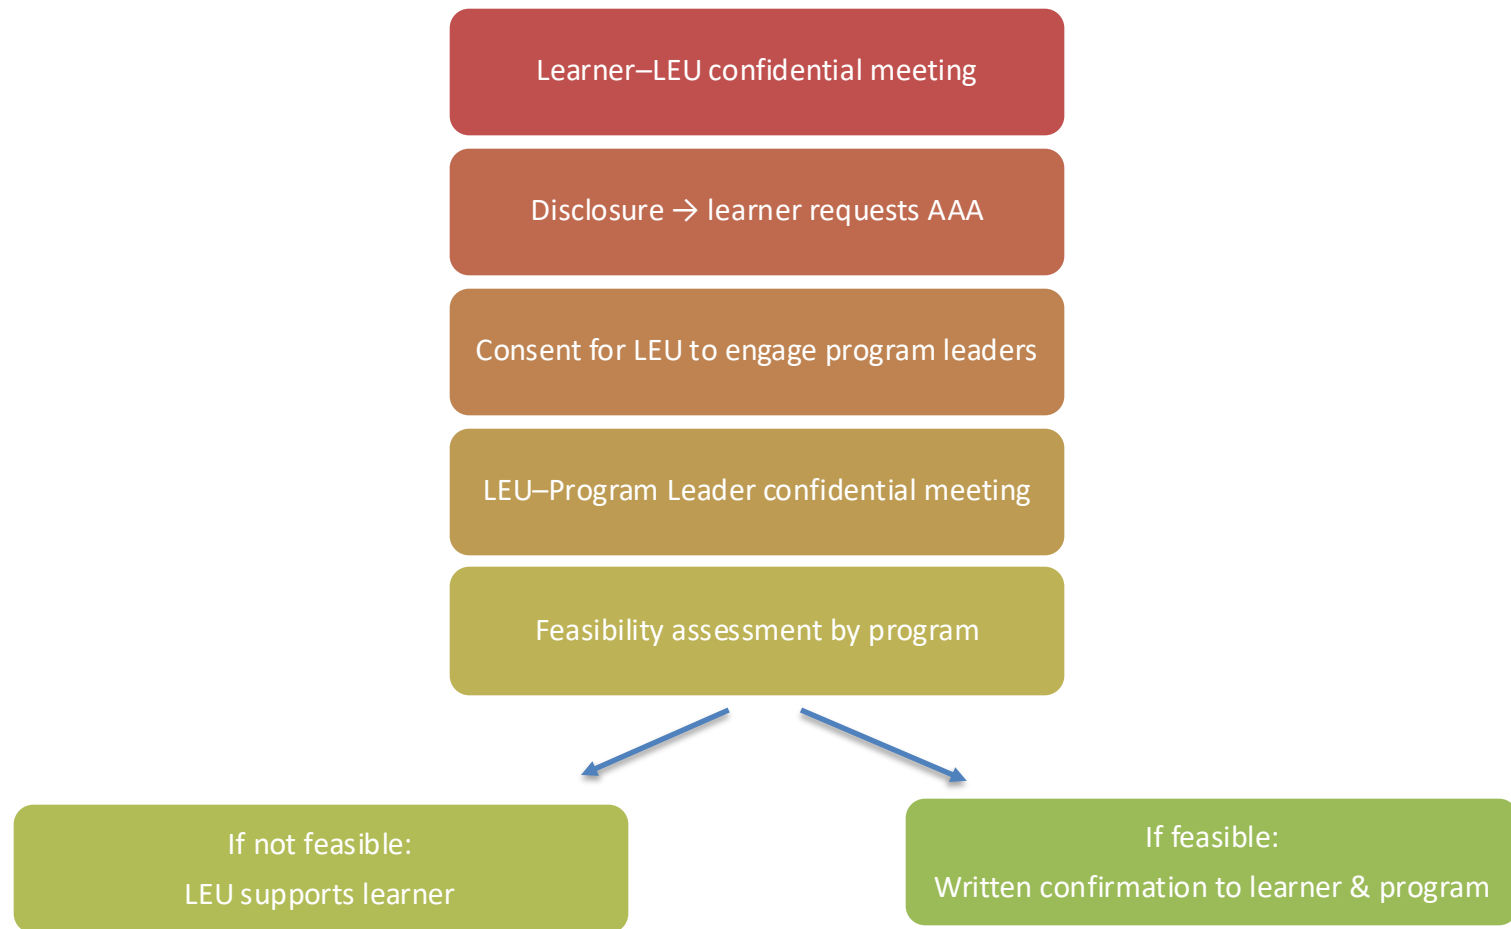 Learner–LEU confidential meeting
Disclosure → learner requests AAA
Consent for LEU to engage program leaders
LEU–Program Leader confidential meeting
Feasibility assessment by program
If not feasible:
LEU supports learner
If feasible:
Written confirmation to learner & program